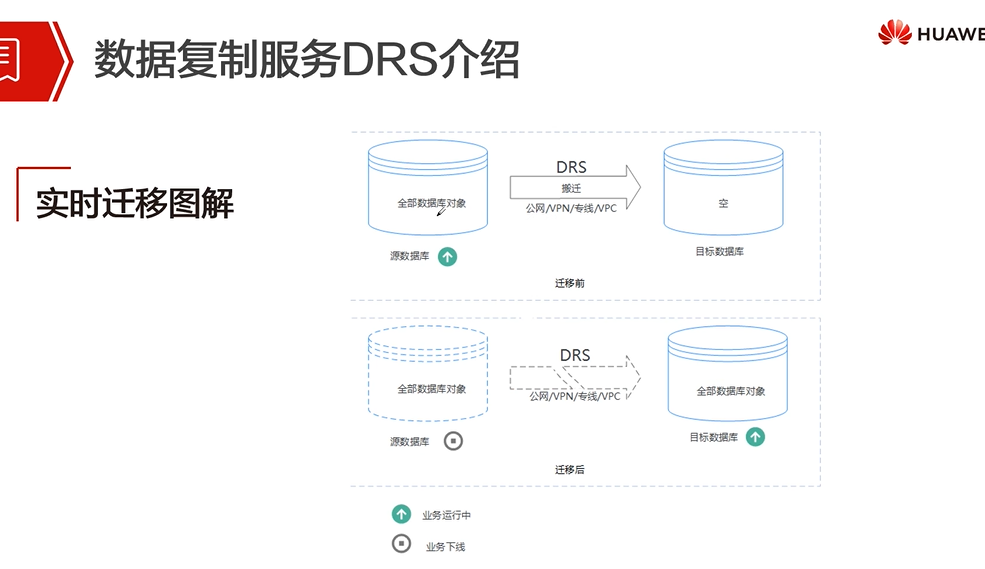 数据复制服务DRS介绍
HUAWE
实时迁移图解
DRS
搬迁
全部数据库对象
公网/VPN/专线/VPC
空
源数据库
目标数据库
迁移前
DRS
全部数据库对象
公网/VPN/专线/VPC
全部数据库对象
源数据库
目标数据库
迁移后
业务运行中
业务下线